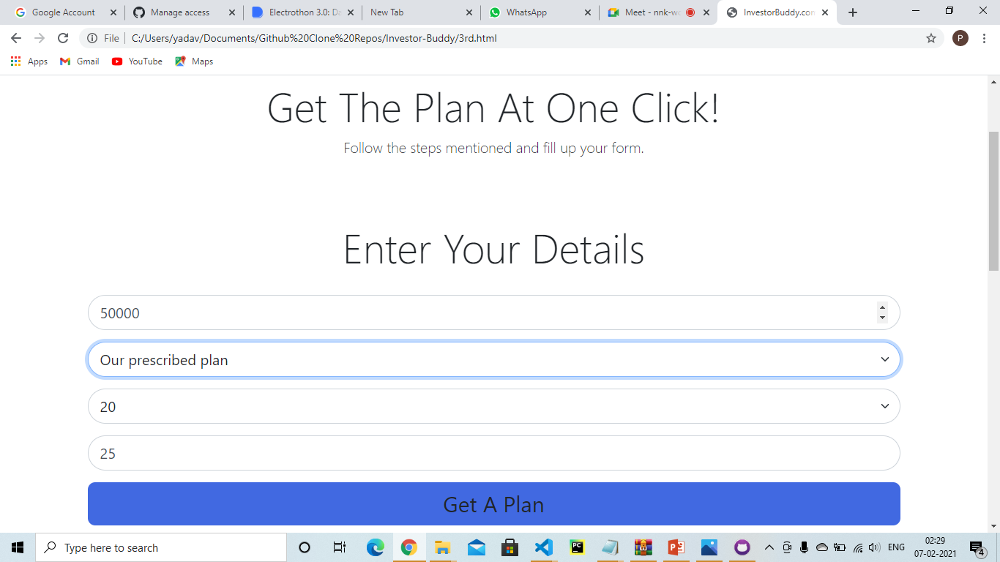 Google Account
Manage access
Electrothon 3.0: Da
New Tab
WhatsApp
Meet - nnk-wc
InvestorBuddy.con
File
C:/Users/yadav/Documents/Github%20Clone%20Repos/Investor-Buddy/3rd.html
P
Apps
Gmail
YouTube
Maps
Get The Plan At One Click!
Follow the steps mentioned and fill up your form.
Enter Your Details
50000
Our prescribed plan
20
25
Get A Plan
Type here to search
PC
ENG
02:29
07-02-2021
4